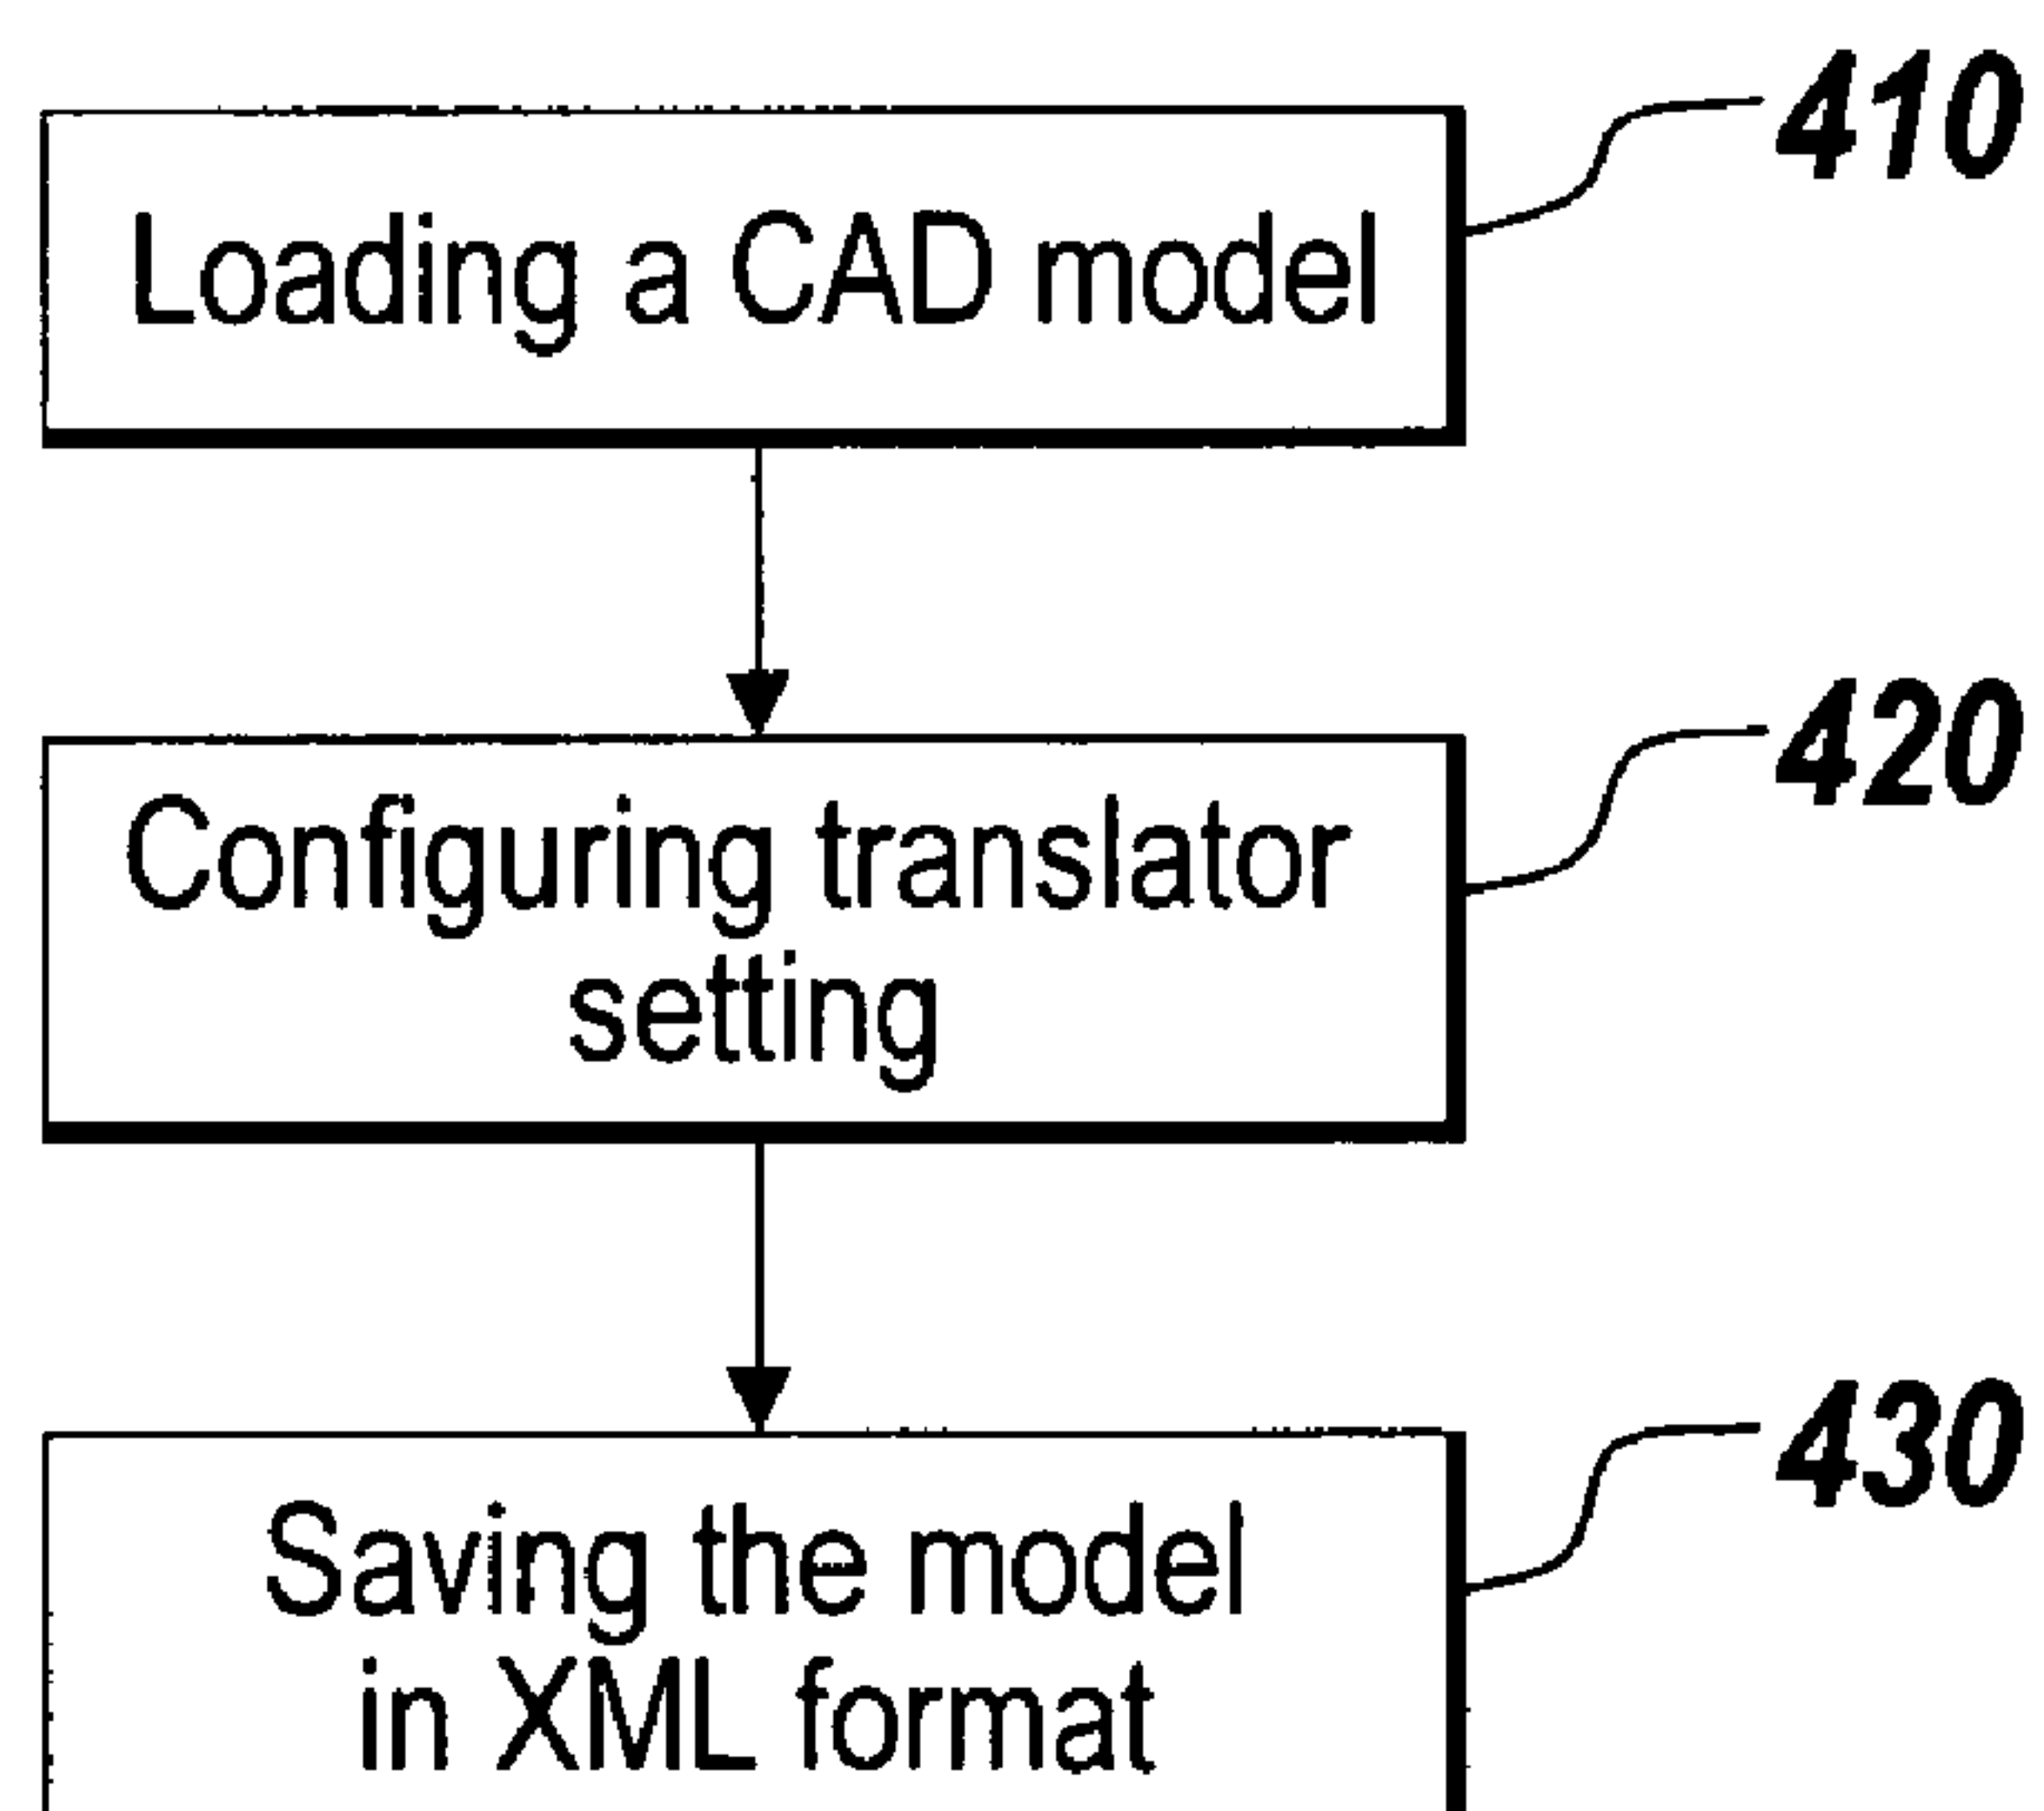 410
Loading a CAD model
420
Configuring translator
setting
430
Saving the model
in XML format